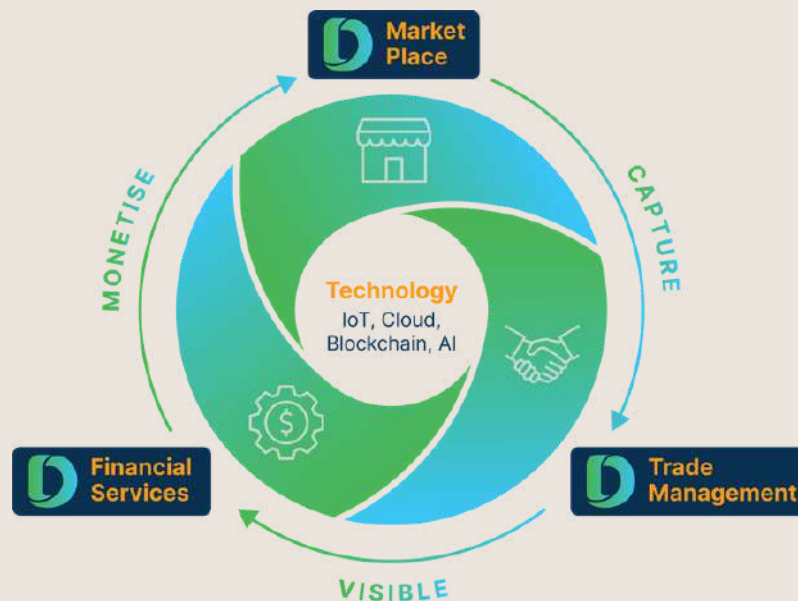 Market
Place
MONETISE
CAPTURE
Technology
IoT, Cloud,
Blockchain, AI
$
Financial
Services
Trade
Management
VISIBLE